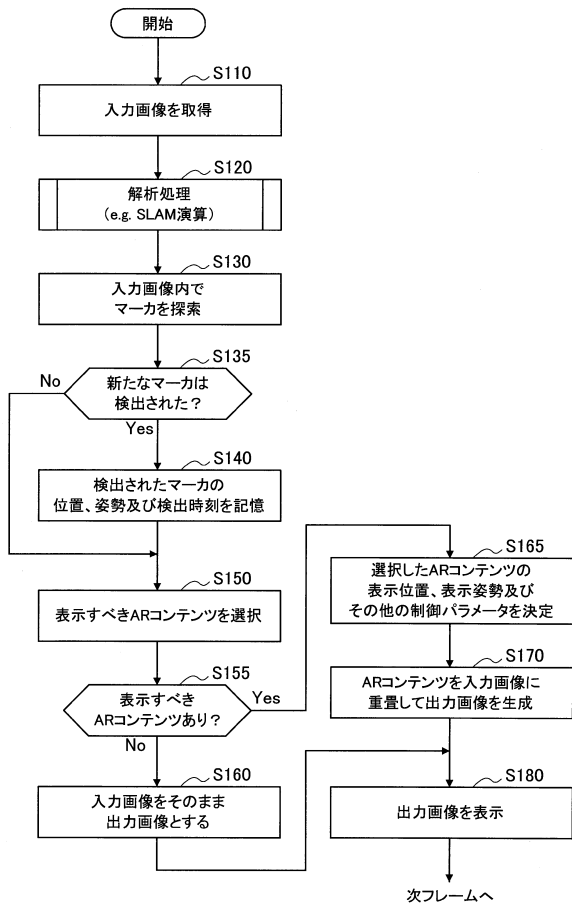 開始
S110
入力画像を取得
S120
解析処理
(e.g. SLAM演算)
S130
入力画像内で
マーカを探索
S135
新たなマーカは
検出された?
No
Yes
S140
検出されたマーカの
位置、姿勢及び検出時刻を記憶
S150
表示すべきARコンテンツを選択
S155
表示すべき
ARコンテンツあり?
Yes
No
S160
入力画像をそのまま
出力画像とする
S165
選択したARコンテンツの
表示位置、表示姿勢及び
その他の制御パラメータを決定
S170
ARコンテンツを入力画像に
重畳して出力画像を生成
S180
出力画像を表示
次フレームへ